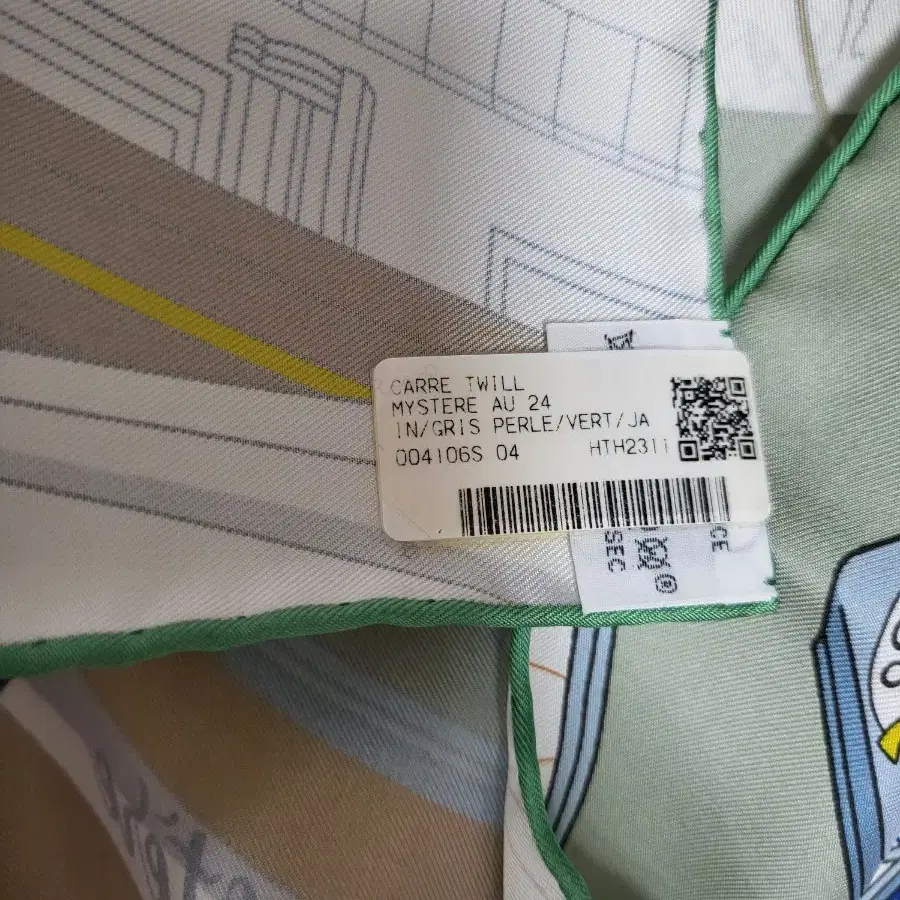 CARRE TWILL
MYSTERE AU 24
IN/GRIS PERLE/VERT/JA
004106S 04 HTH2311
CE
SEC